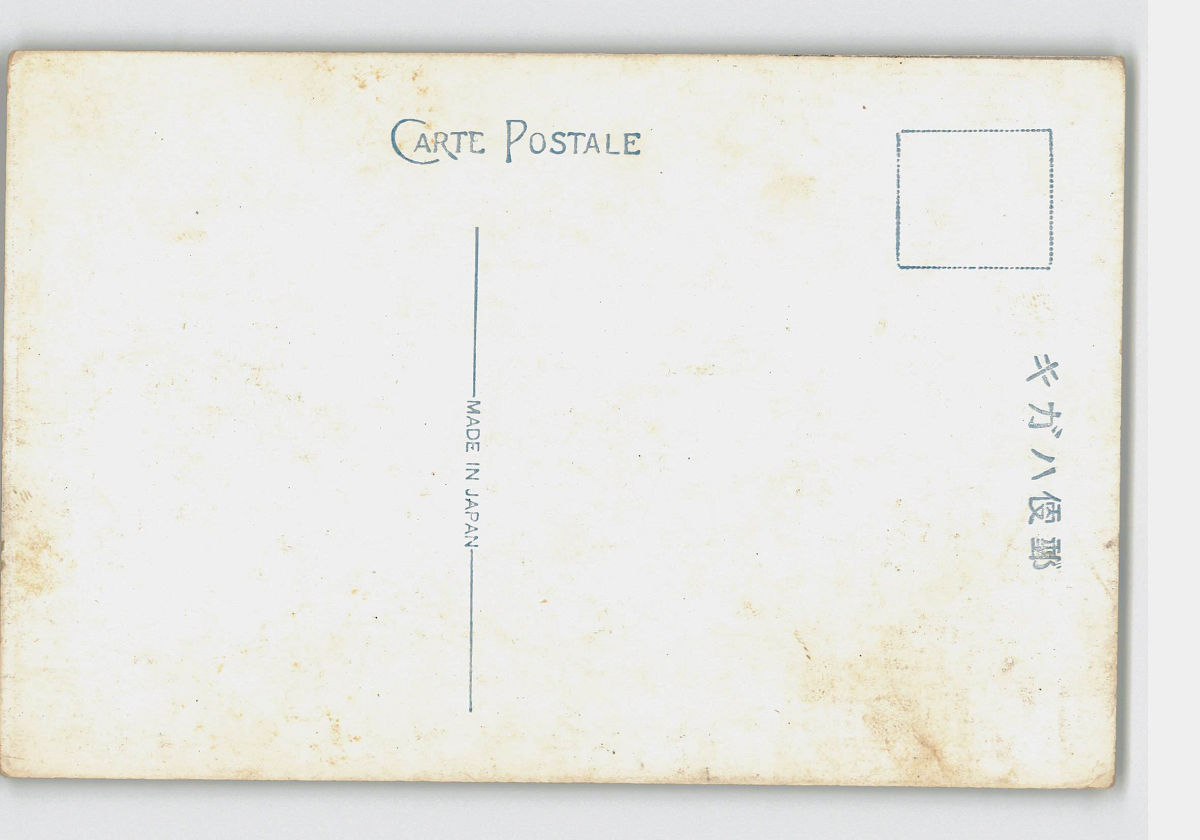 CARTE POSTALE
MADE IN JAPAN
郵便ハガキ